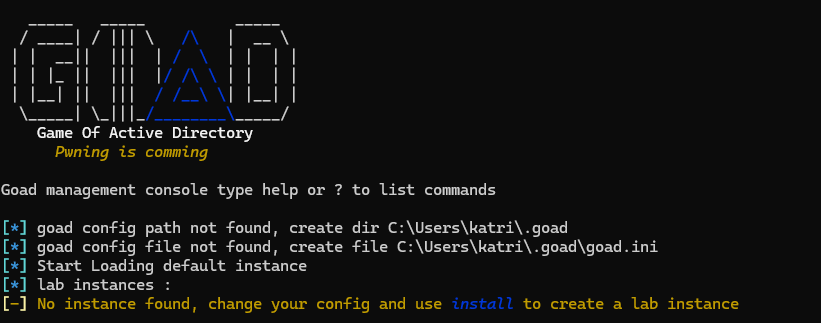 GOAD
Game Of Active Directory
Pwning is comming
Goad management console type help or ? to list commands
[*] goad config path not found, create dir C:\Users\katri\.goad
[*] goad config file not found, create file C:\Users\katri\.goad\goad.ini
[*] Start Loading default instance
[*] lab instances :
[-] No instance found, change your config and use install to create a lab instance